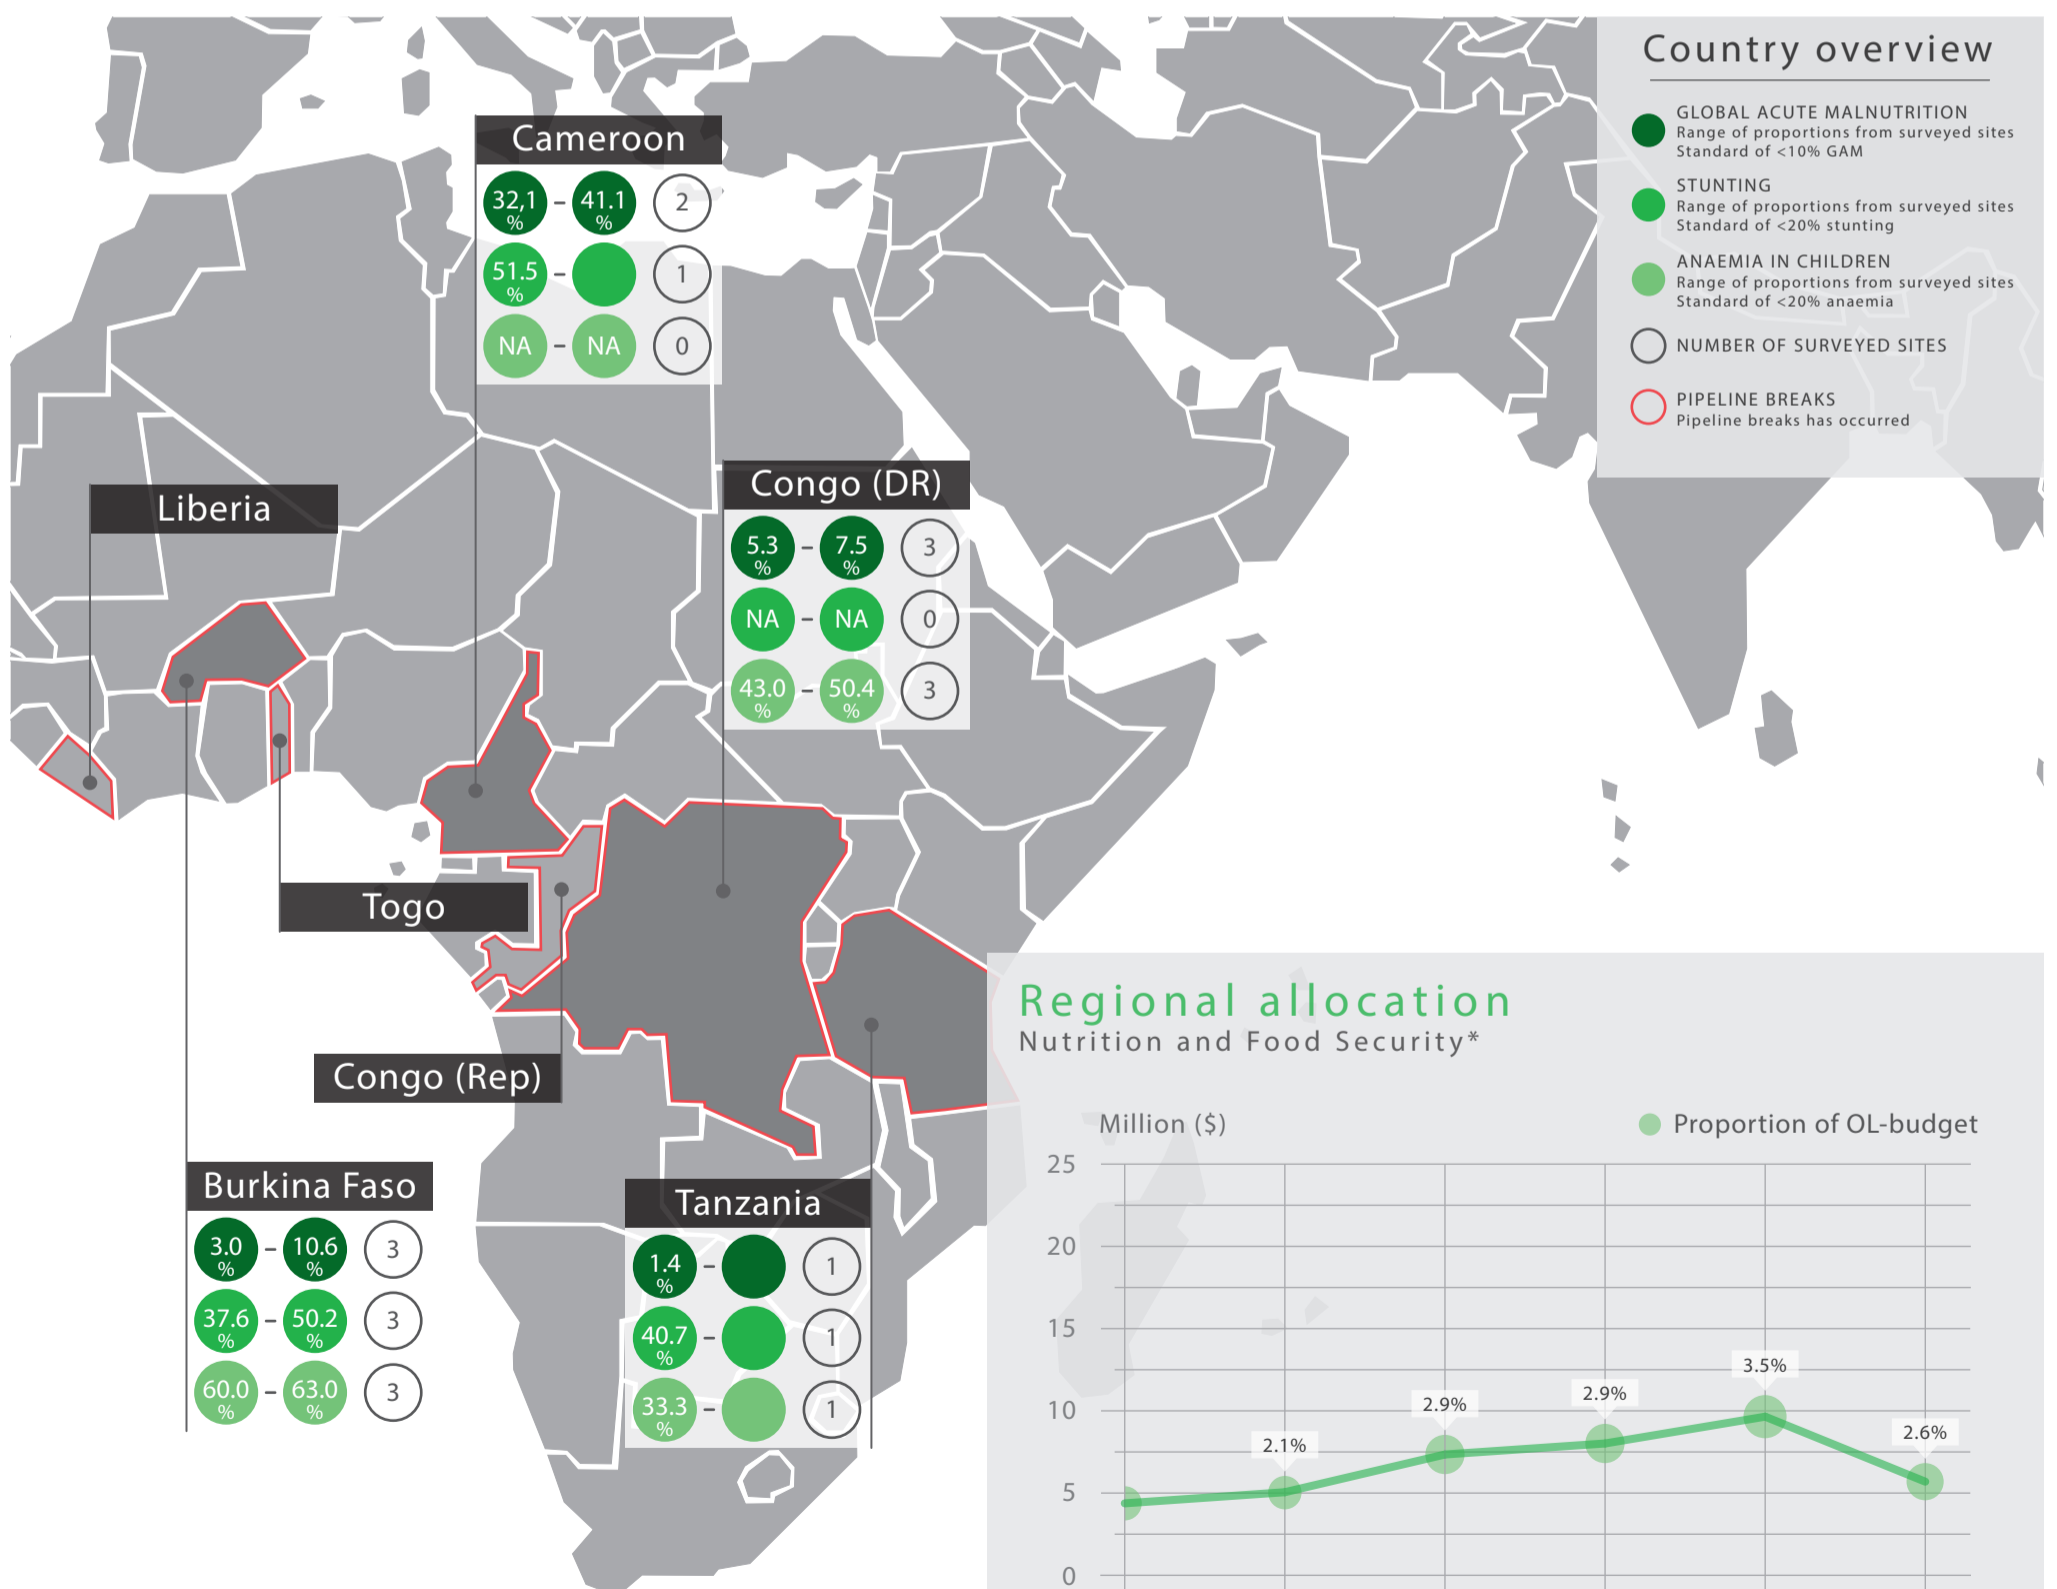 Country overview
GLOBAL ACUTE MALNUTRITION
Range of proportions from surveyed sites
Standard of <10% GAM
STUNTING
Range of proportions from surveyed sites
Standard of <20% stunting
ANAEMIA IN CHILDREN
Range of proportions from surveyed sites
Standard of <20% anaemia
NUMBER OF SURVEYED SITES
PIPELINE BREAKS
Pipeline breaks has occurred
Cameroon
32,1 % – 41.1 % 2
51.5 % – 1
NA – NA 0
Congo (DR)
5.3 % – 7.5 % 3
NA – NA 0
43.0 % – 50.4 % 3
Liberia
Togo
Congo (Rep)
Burkina Faso
3.0 % – 10.6 % 3
37.6 % – 50.2 % 3
60.0 % – 63.0 % 3
Tanzania
1.4 % – 1
40.7 % – 1
33.3 % – 1
Regional allocation
Nutrition and Food Security*
Million ($)
Proportion of OL-budget
25
20
15
10
5
0
2.1%
2.9%
2.9%
3.5%
2.6%